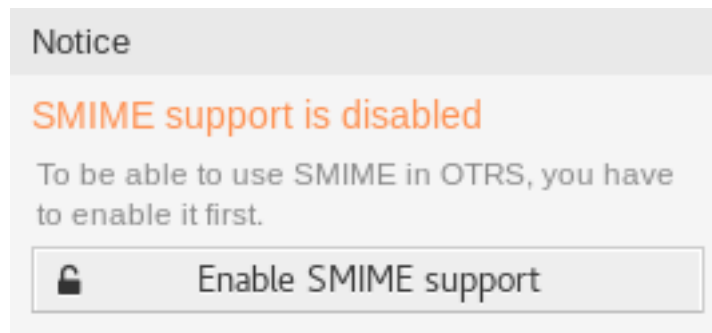 Notice
SMIME support is disabled
To be able to use SMIME in OTRS, you have
to enable it first.
Enable SMIME support